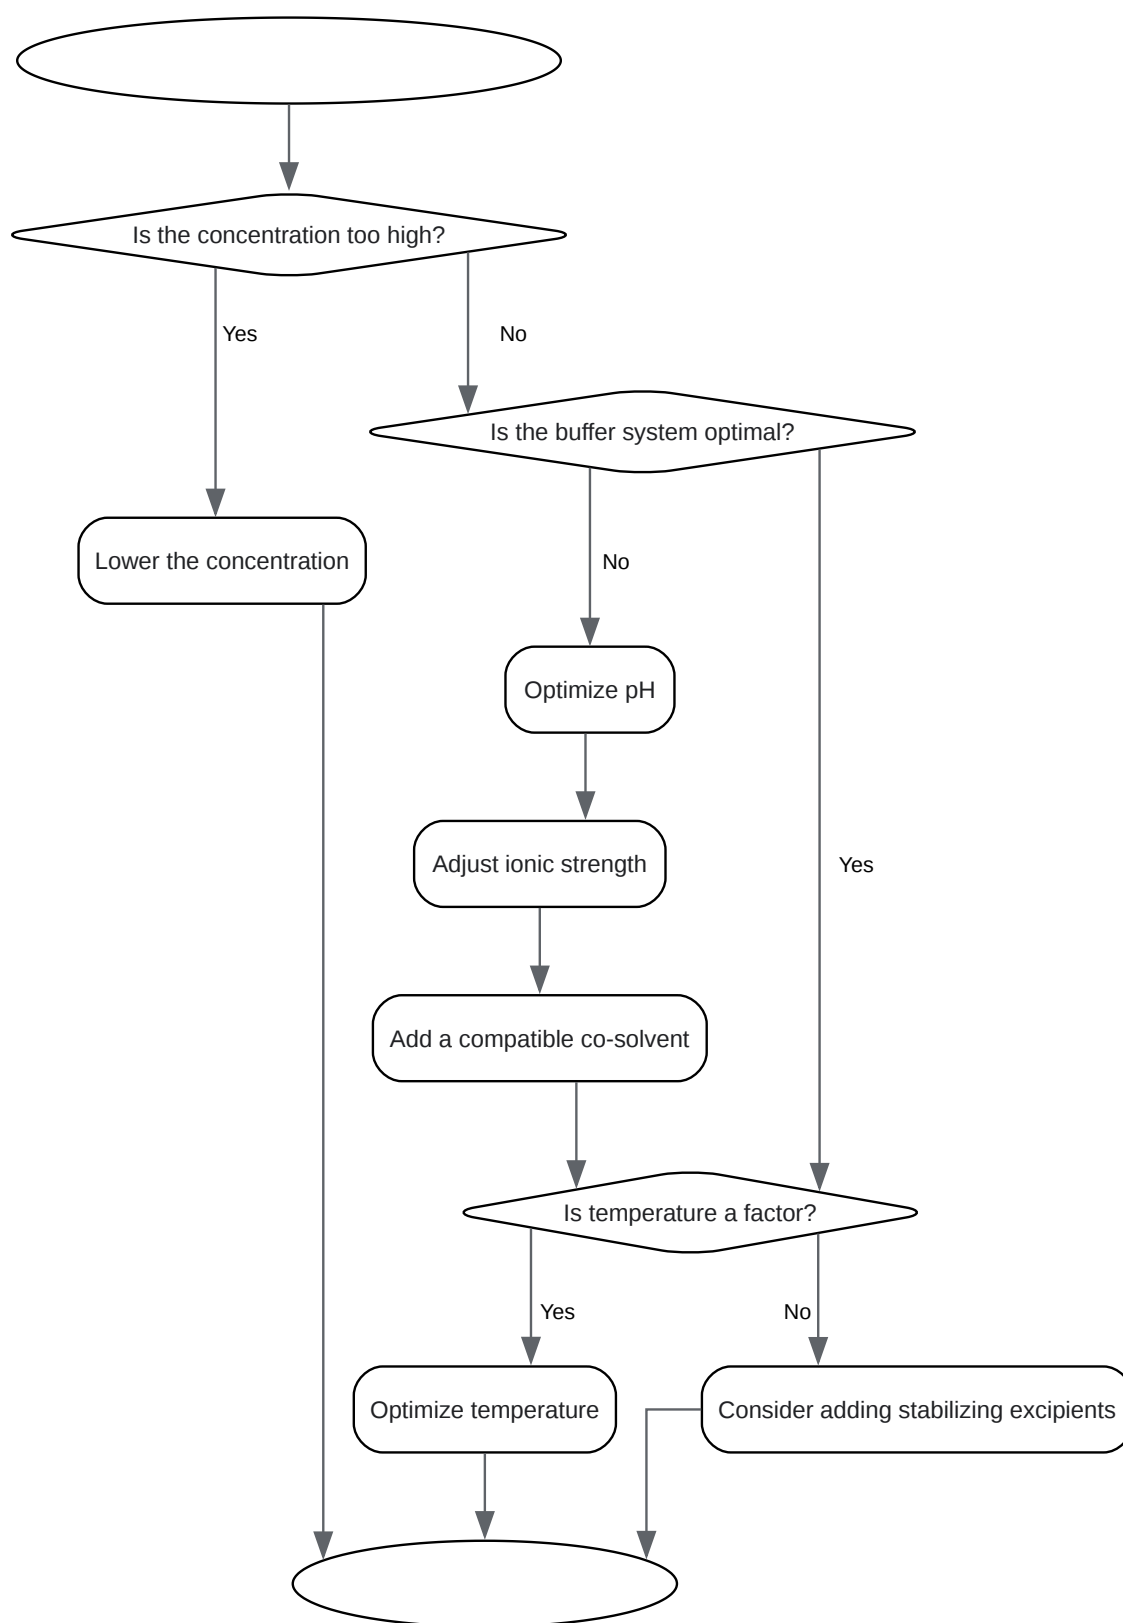 Is the concentration too high?
Yes
No
Is the buffer system optimal?
Lower the concentration
No
Optimize pH
Adjust ionic strength
Yes
Add a compatible co-solvent
Is temperature a factor?
Yes
No
Optimize temperature
Consider adding stabilizing excipients